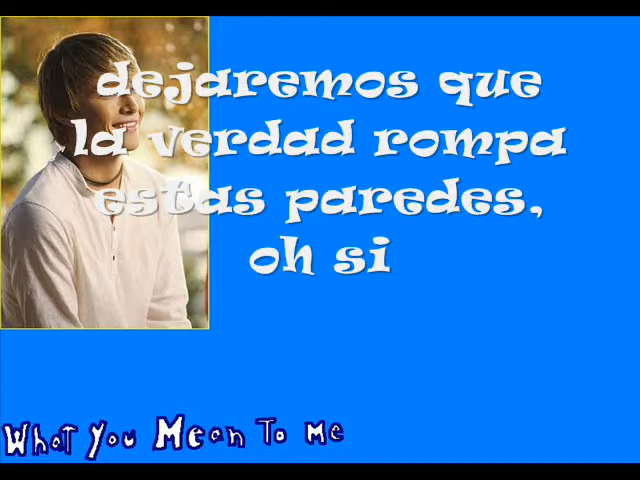 dejaremos que
la verdad rompa
estas paredes,
oh si
What You Mean To Me